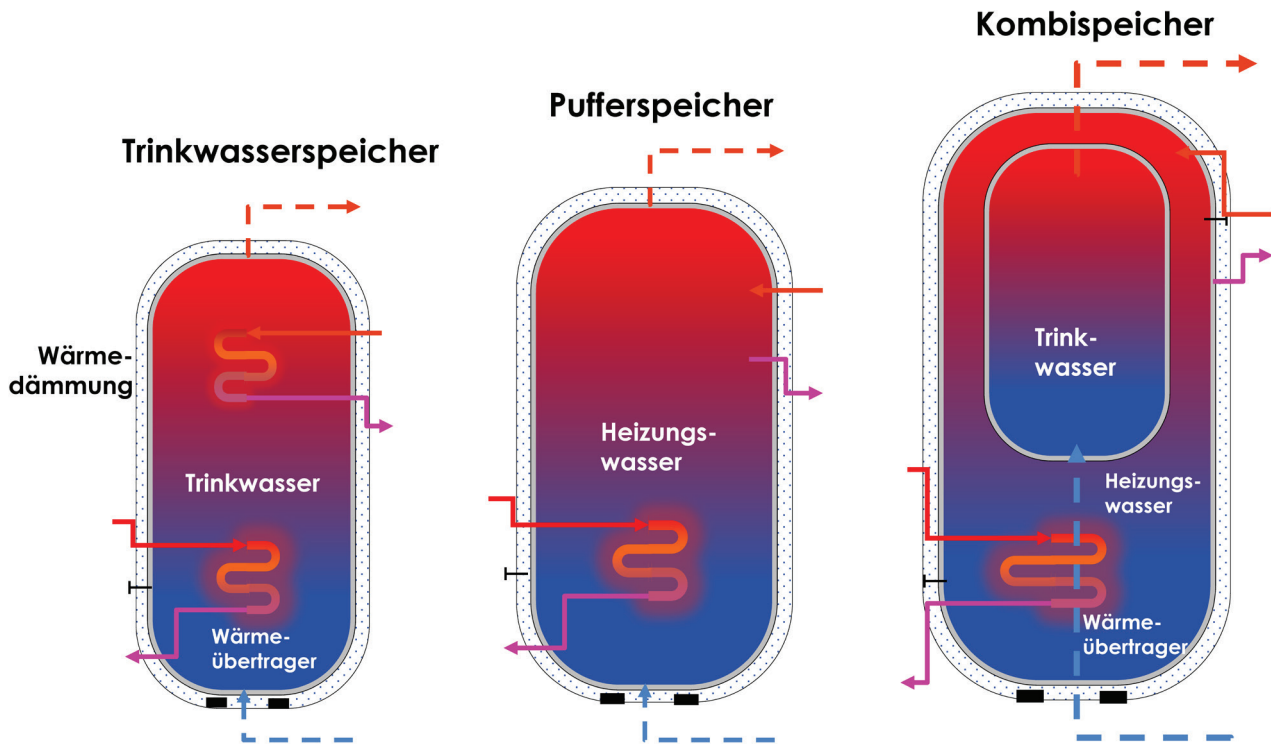 Kombispeicher
Pufferspeicher
Trinkwasserspeicher
Wärme-
dämmung
Trinkwasser
Wärme-
übertrager
Heizungs-
wasser
Trink-
wasser
Heizungs-
wasser
Wärme-
übertrager